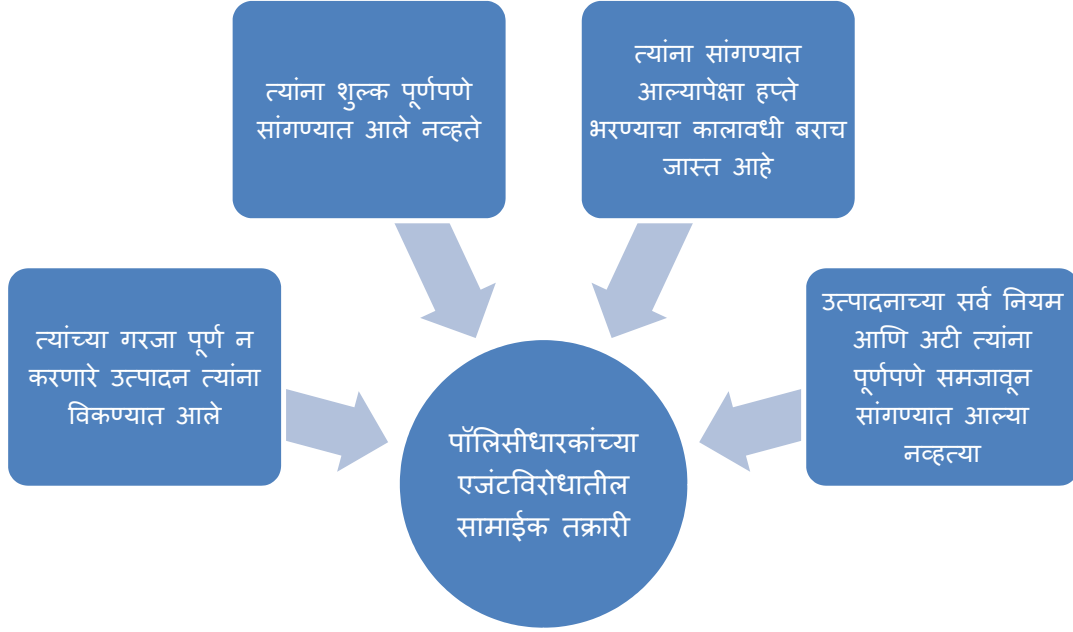 त्यांना शुल्क पूर्णपणे
सांगण्यात आले नव्हते
त्यांना सांगण्यात
आल्यापेक्षा हप्ते
भरण्याचा कालावधी बराच
जास्त आहे
त्यांच्या गरजा पूर्ण न
करणारे उत्पादन त्यांना
विकण्यात आले
उत्पादनाच्या सर्व नियम
आणि अटी त्यांना
पूर्णपणे समजावून
सांगण्यात आल्या
नव्हत्या
पॉलिसीधारकांच्या
एजंटविरोधातील
सामाईक तक्रारी